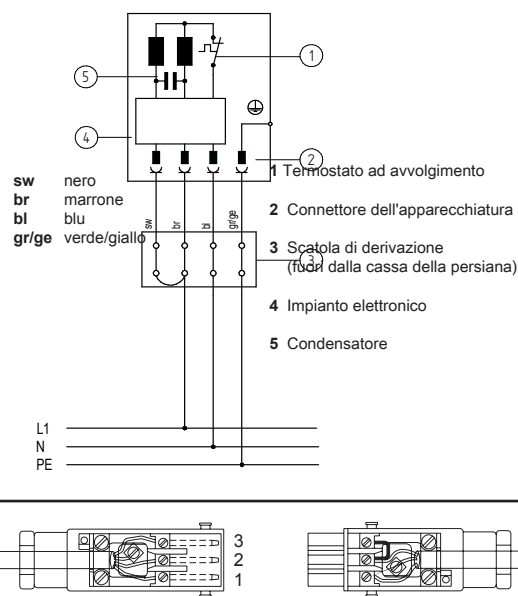 1
5
4
2
sw nero
br marrone
bl blu
gr/ge verde/giallo
sw
br
bl
gr/ge
3
1 Termostato ad avvolgimento
2 Connettore dell'apparecchiatura
3 Scatola di derivazione
(fuori dalla cassa della persiana)
4 Impianto elettronico
5 Condensatore
L1
N
PE
3
2
1